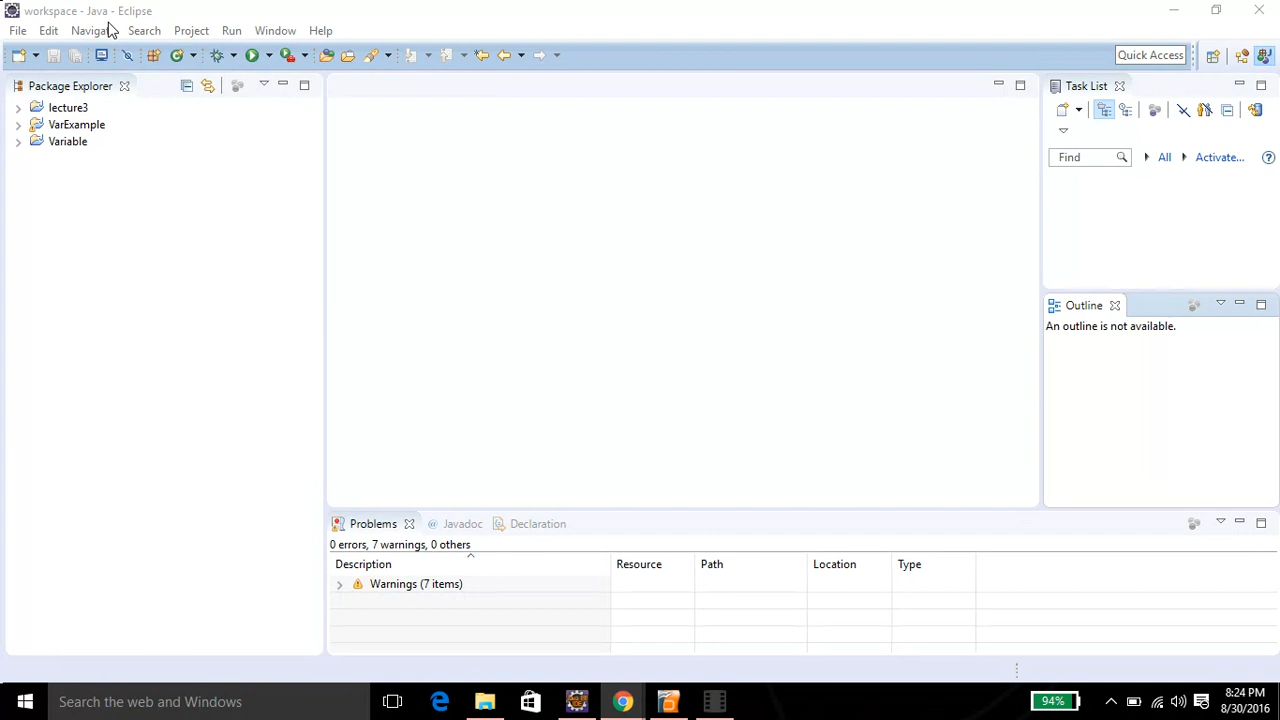 workspace - Java - Eclipse
File Edit Navigate Search Project Run Window Help
Quick Access
Package Explorer
lecture3
VarExample
Variable
Task List
Find All Activate...
Outline
An outline is not available.
Problems @ Javadoc Declaration
0 errors, 7 warnings, 0 others
Description Resource Path Location Type
Warnings (7 items)
Search the web and Windows
94%
8:24 PM
8/30/2016